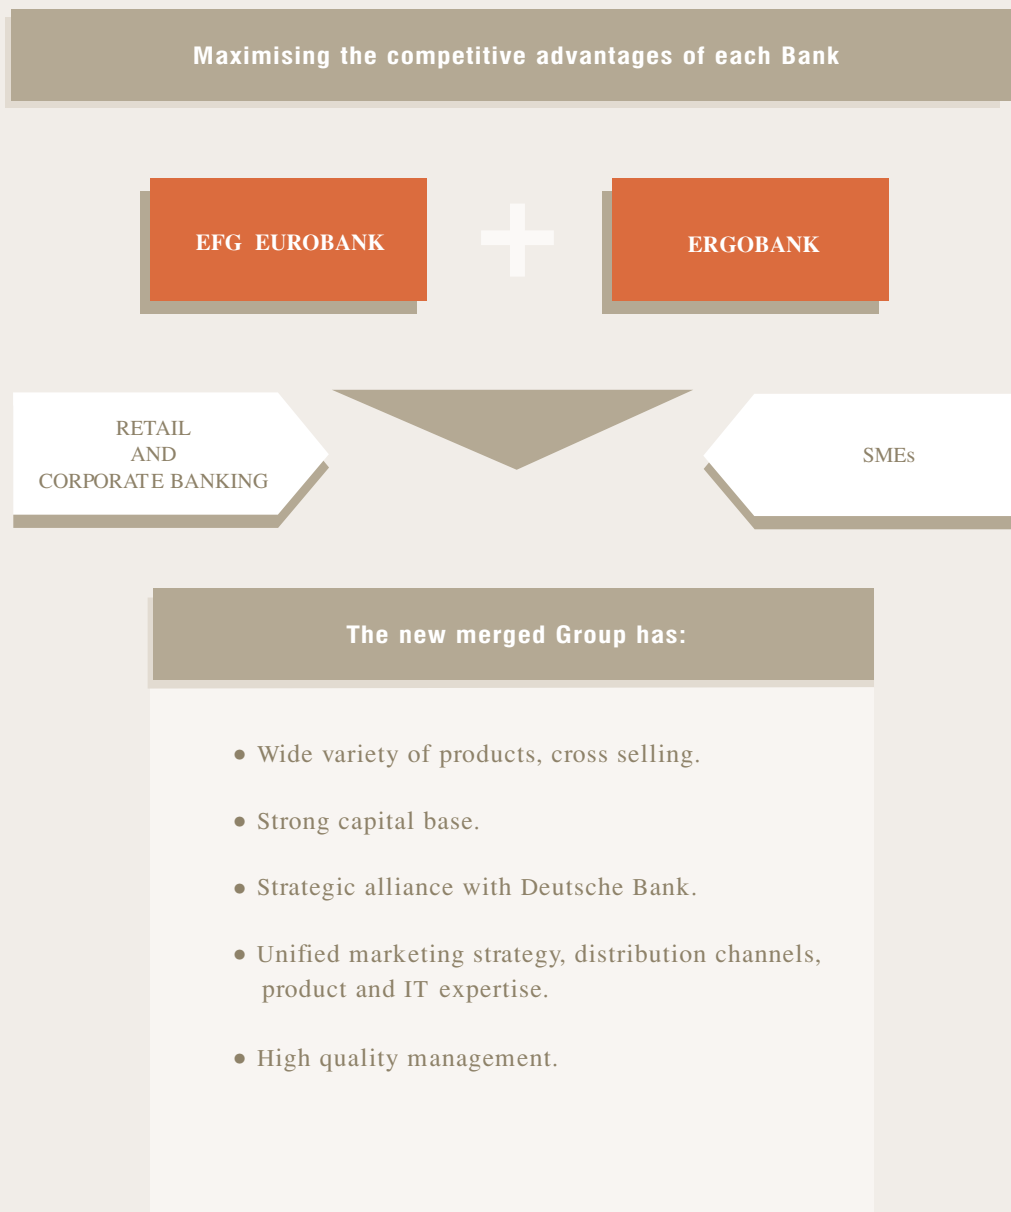 Maximising the competitive advantages of each Bank
EFG EUROBANK
+
ERGOBANK
RETAIL
AND
CORPORATE BANKING
SMEs
The new merged Group has:
• Wide variety of products, cross selling.
• Strong capital base.
• Strategic alliance with Deutsche Bank.
• Unified marketing strategy, distribution channels,
product and IT expertise.
• High quality management.